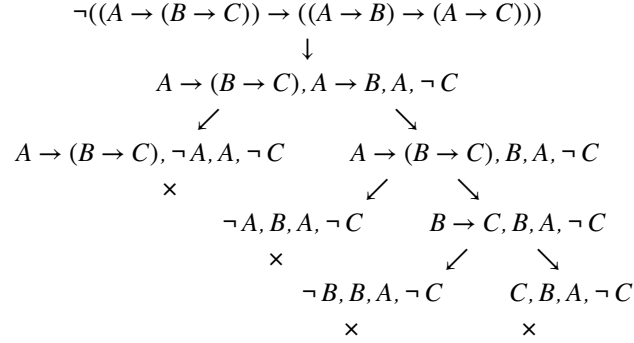 ¬((A → (B → C)) → ((A → B) → (A → C)))
↓
A → (B → C), A → B, A, ¬ C
↙ ↘
A → (B → C), ¬ A, A, ¬ C A → (B → C), B, A, ¬ C
× ↙ ↘
¬ A, B, A, ¬ C B → C, B, A, ¬ C
× ↙ ↘
¬ B, B, A, ¬ C C, B, A, ¬ C
× ×